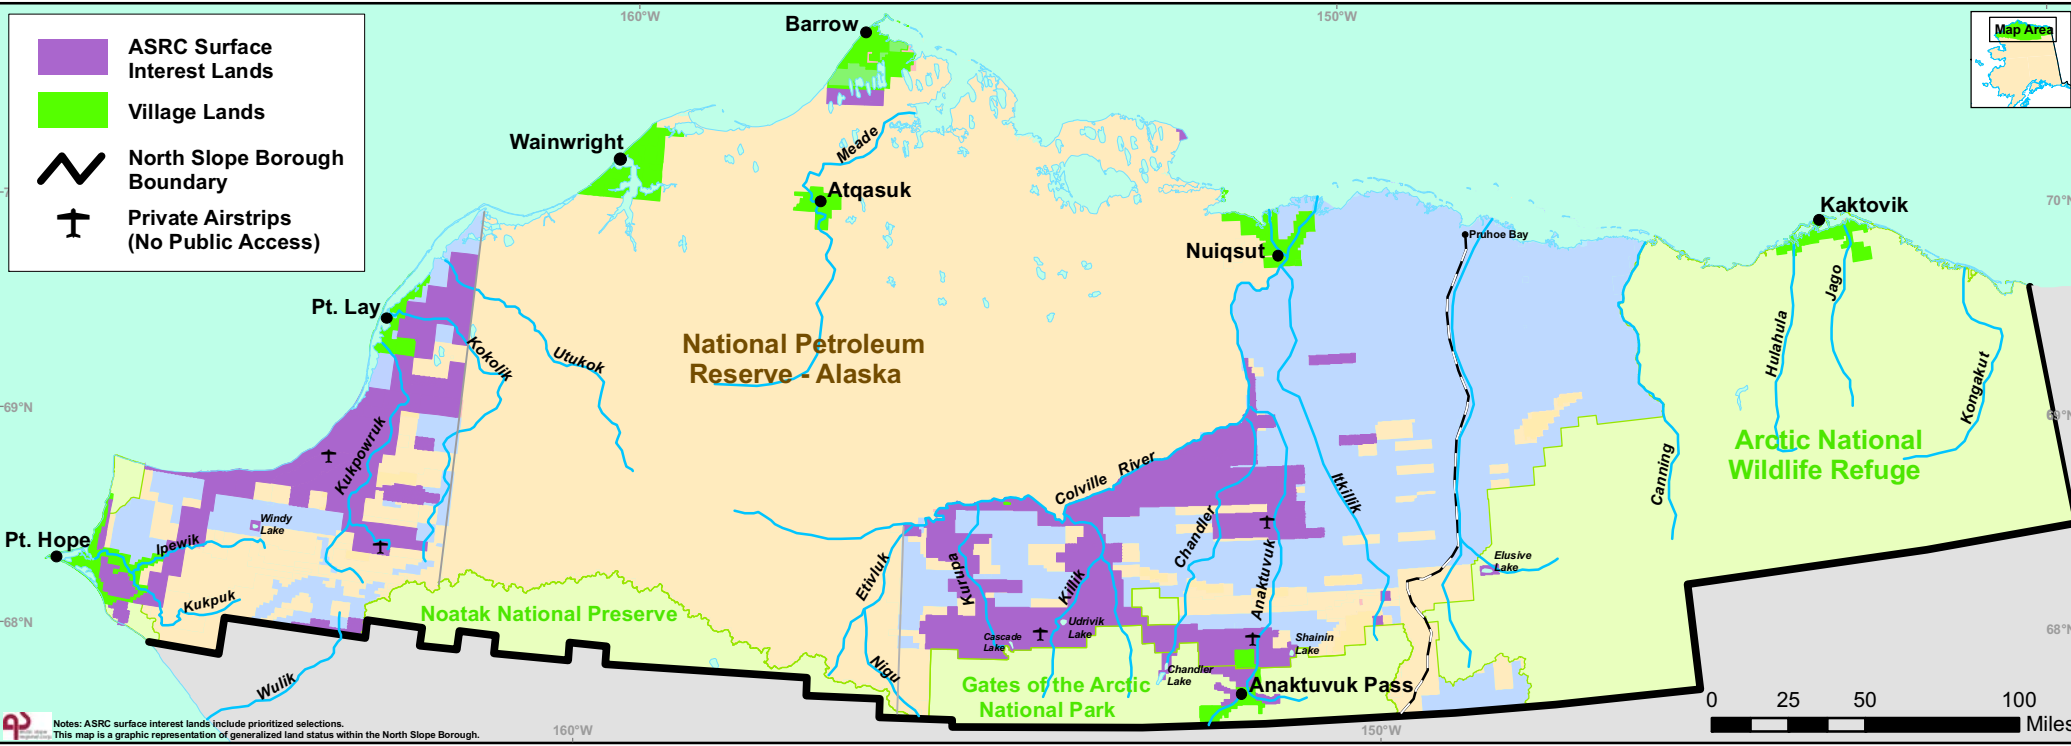 ASRC Surface
Interest Lands
Village Lands
North Slope Borough
Boundary
Private Airstrips
(No Public Access)
160°W
150°W
Map Area
Barrow
Wainwright
Meade
Atqasuk
70°N
Kaktovik
Nuiqsut
Pruhoe Bay
Pt. Lay
Kokolik
Utukok
National Petroleum
Reserve - Alaska
Hulahula
Jago
Kongakut
69°N
69°N
Kukpowruk
Arctic National
Wildlife Refuge
Canning
Colville River
Itkillik
Windy
Lake
Pt. Hope
Ipewik
Chandler
Anaktuvuk
Elusive
Lake
Etivluk
Kurupa
Killik
Kukpuk
Noatak National Preserve
68°N
68°N
Udrivik
Lake
Cascade
Lake
Shainin
Lake
Chandler
Lake
Nigu
Wulik
Gates of the Arctic
National Park
Anaktuvuk Pass
0 25 50 100
Miles
Notes: ASRC surface interest lands include prioritized selections.
This map is a graphic representation of generalized land status within the North Slope Borough.
160°W
150°W